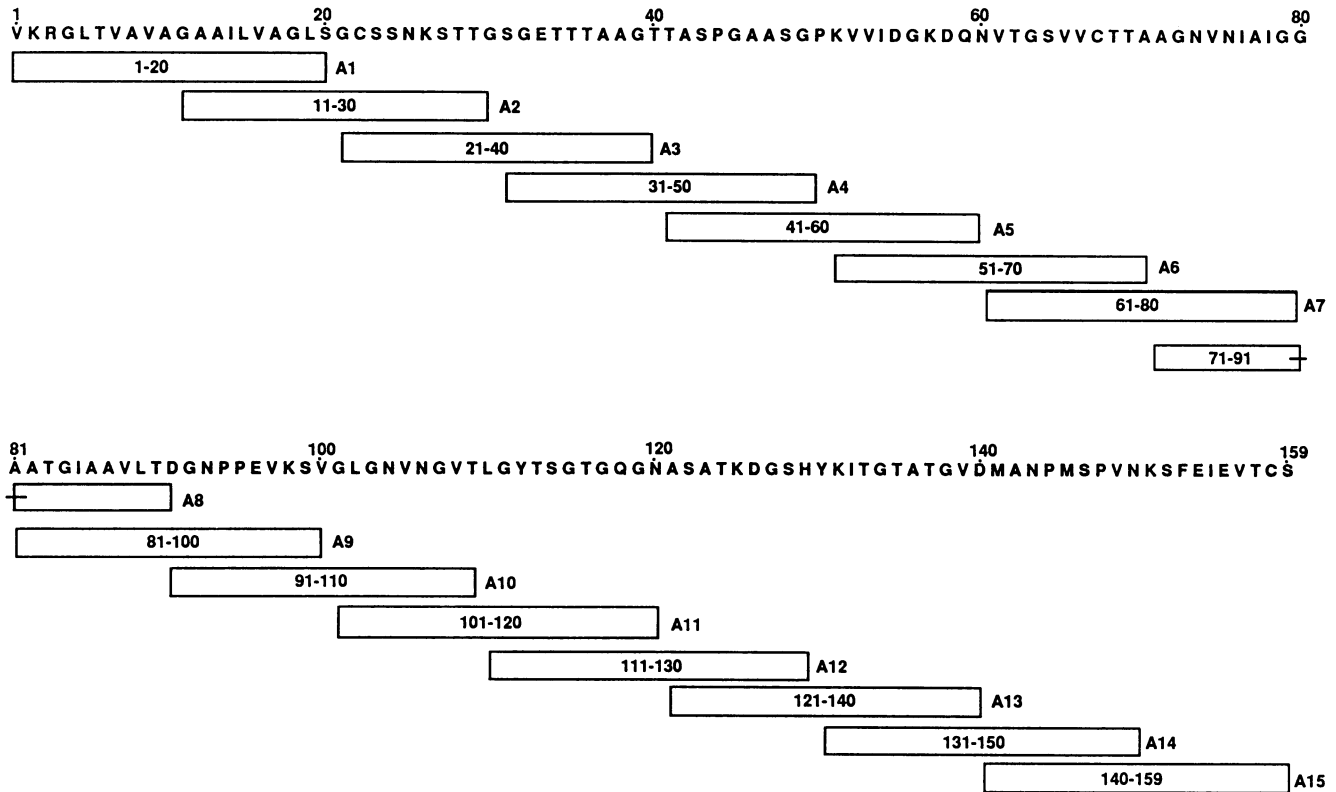 1 20 40 60 80
VKRGLTVAVAGAAILVAGLSGCSSNKSTTGSGETTTAAGTTASPGAASGPKVVIDGKDQNVTGSVVCTTAAGNVNIAIGG
1-20 A1
11-30 A2
21-40 A3
31-50 A4
41-60 A5
51-70 A6
61-80 A7
71-91
81 100 120 140 159
AATGIAAVLTDGNPPEVKSVGLGNVNGVTLGYTSGTGQGNASATKDGSHYKITGTATGVDMANPMSPVNKSFEIEVTCS
A8
81-100 A9
91-110 A10
101-120 A11
111-130 A12
121-140 A13
131-150 A14
140-159 A15